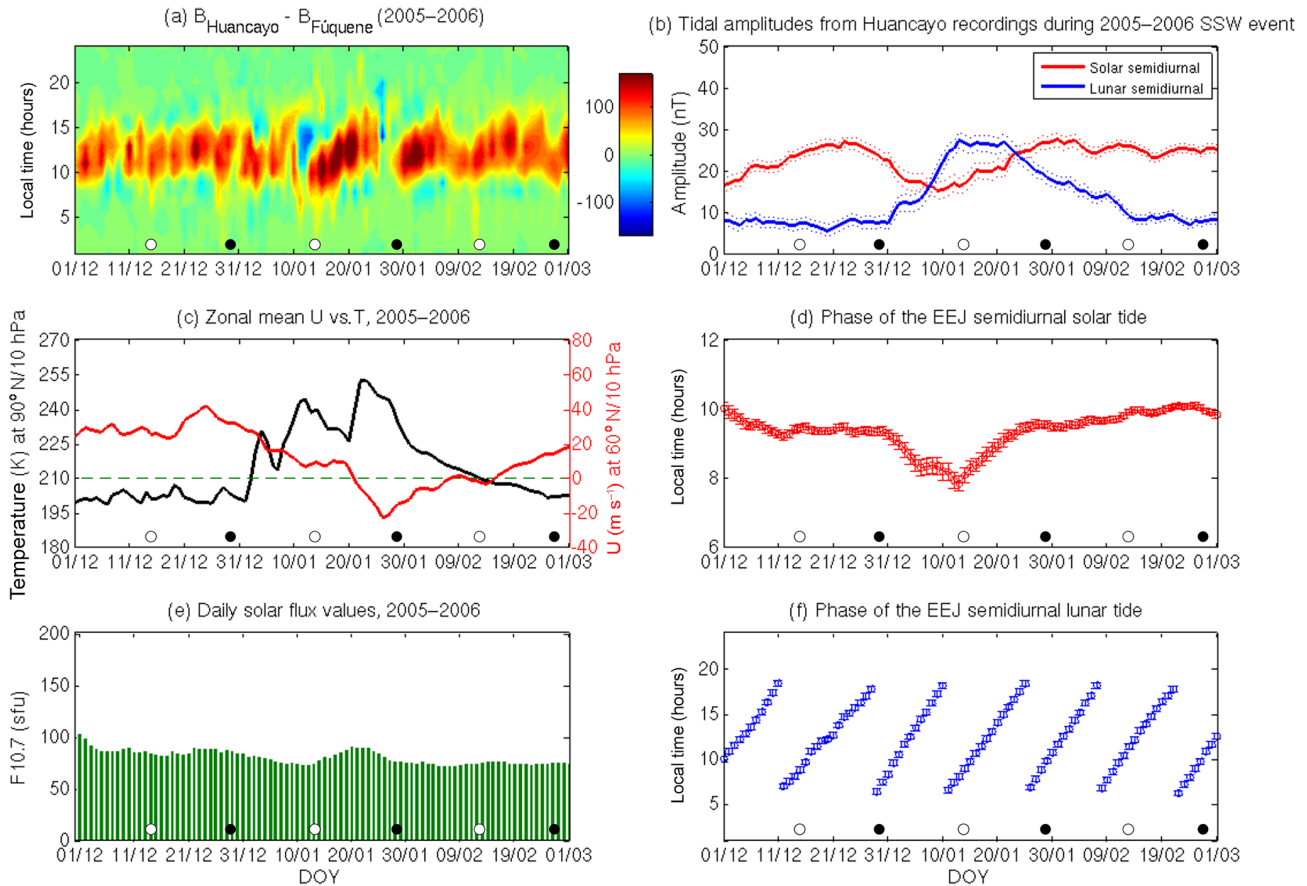 (a) B_Huancayo - B_Fúquene (2005–2006)
Local time (hours)
20
15
10
5
01/12 11/12 21/12 31/12 10/01 20/01 30/01 09/02 19/02 01/03
100
0
-100
(b) Tidal amplitudes from Huancayo recordings during 2005–2006 SSW event
Amplitude (nT)
50
40
30
20
10
0
Solar semidiurnal
Lunar semidiurnal
01/12 11/12 21/12 31/12 10/01 20/01 30/01 09/02 19/02 01/03
(c) Zonal mean U vs.T, 2005–2006
Temperature (K) at 90° N/10 hPa
270
255
240
225
210
195
180
80
60
40
20
0
-20
-40
U (m s⁻¹) at 60° N/10 hPa
01/12 11/12 21/12 31/12 10/01 20/01 30/01 09/02 19/02 01/03
(d) Phase of the EEJ semidiurnal solar tide
Local time (hours)
12
10
8
6
01/12 11/12 21/12 31/12 10/01 20/01 30/01 09/02 19/02 01/03
(e) Daily solar flux values, 2005–2006
F10.7 (sfu)
200
150
100
50
0
01/12 11/12 21/12 31/12 10/01 20/01 30/01 09/02 19/02 01/03
DOY
(f) Phase of the EEJ semidiurnal lunar tide
Local time (hours)
20
15
10
5
01/12 11/12 21/12 31/12 10/01 20/01 30/01 09/02 19/02 01/03
DOY